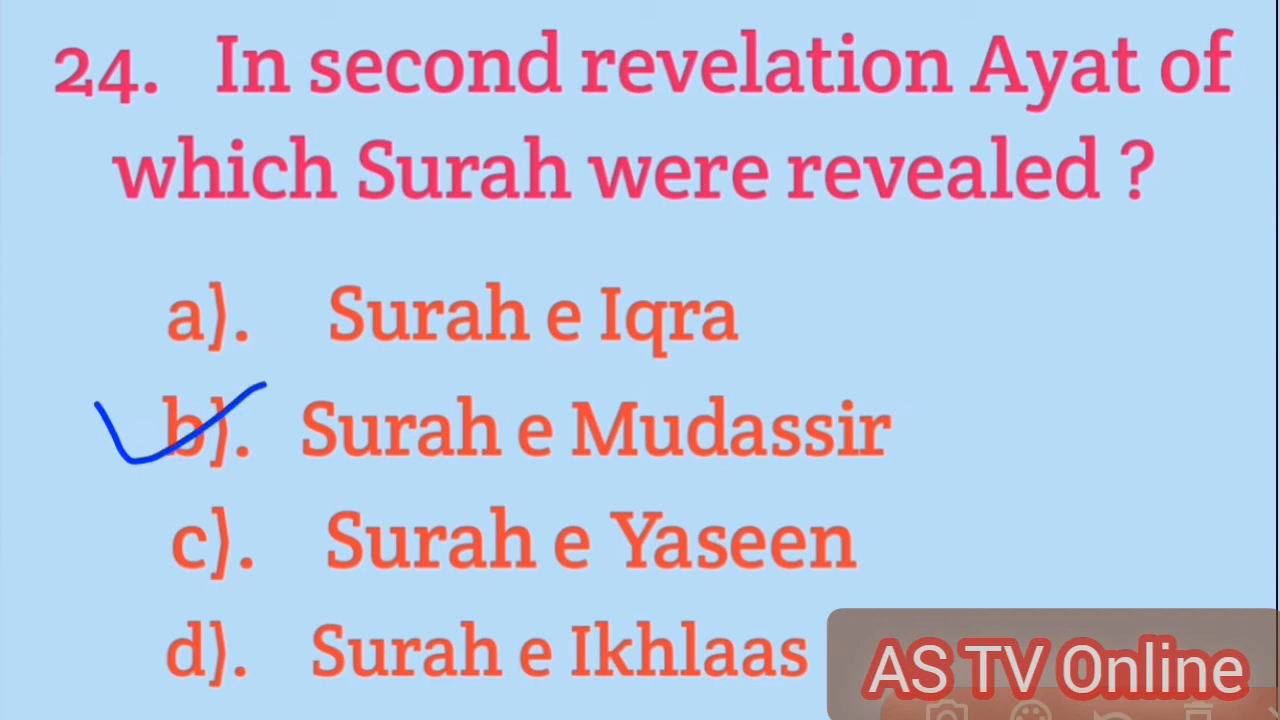 24. In second revelation Ayat of
which Surah were revealed ?
a). Surah e Iqra
b). Surah e Mudassir
c). Surah e Yaseen
d). Surah e Ikhlaas
AS TV Online